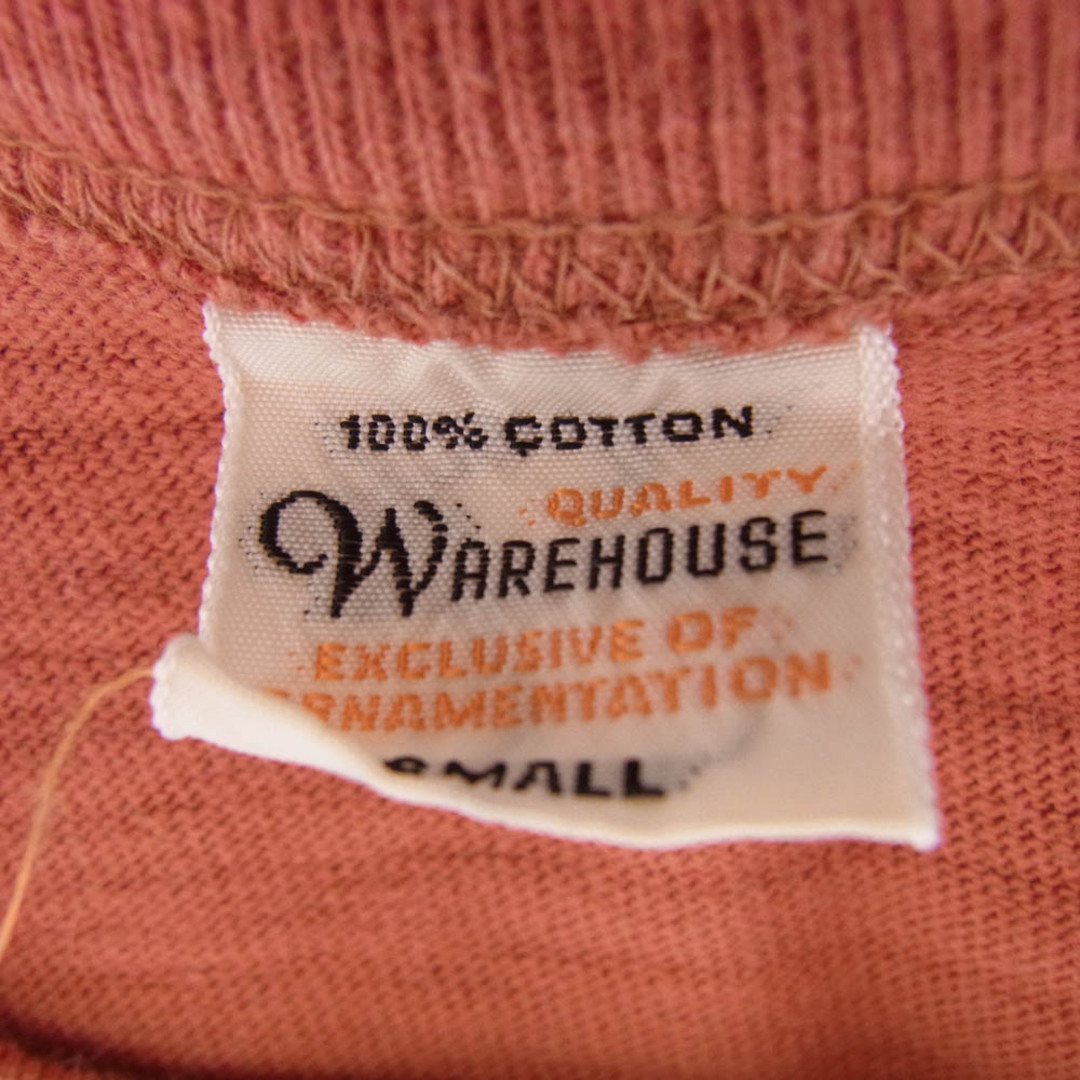 100% COTTON
QUALITY
WAREHOUSE
EXCLUSIVE OF
ORNAMENTATION
SMALL